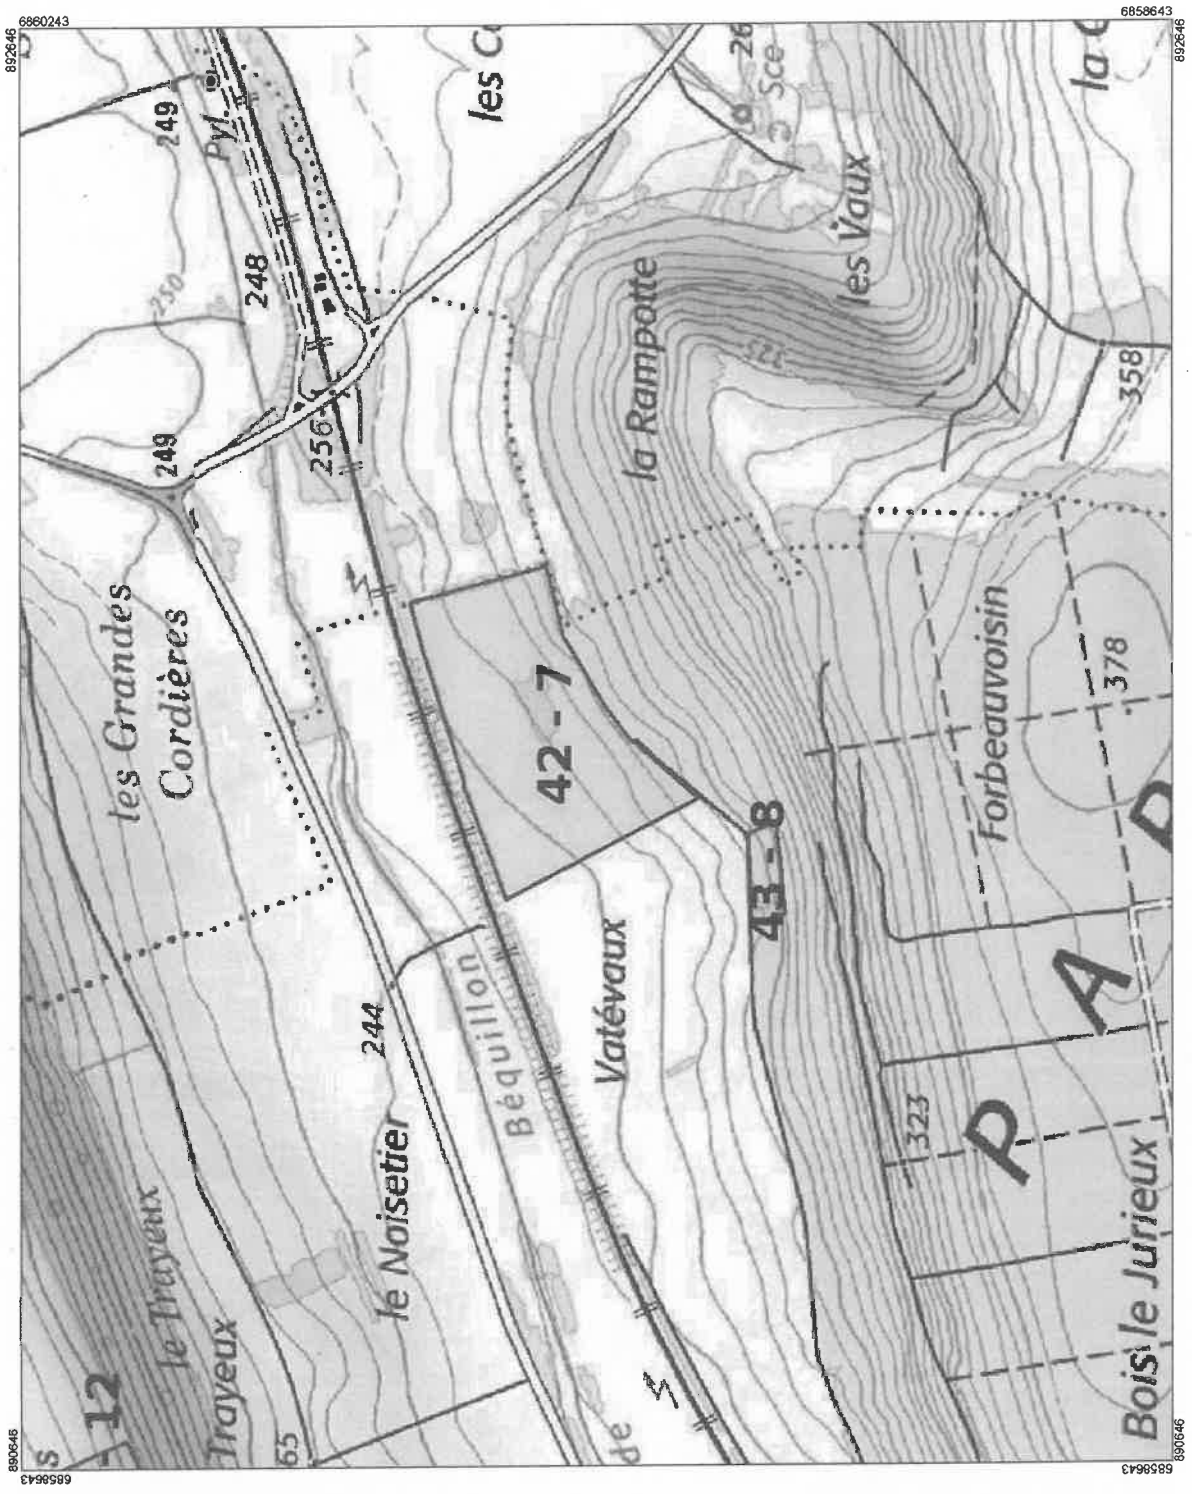 6860243
892646
6858643
892646
249
Pyl.
les C
26
Sce
la
250
248
249
256
la Rampotte
les Vaux
358
les Grandes
Cordières
42 - 7
Forbeauvoisin
378
43 - 8
244
Béquillon
Vatévaux
P
A
323
P
le Noisetier
le Trayeux
Trayeux
12
65
s
de
Bois le Jurieux
890646
6858643
890646
6858643